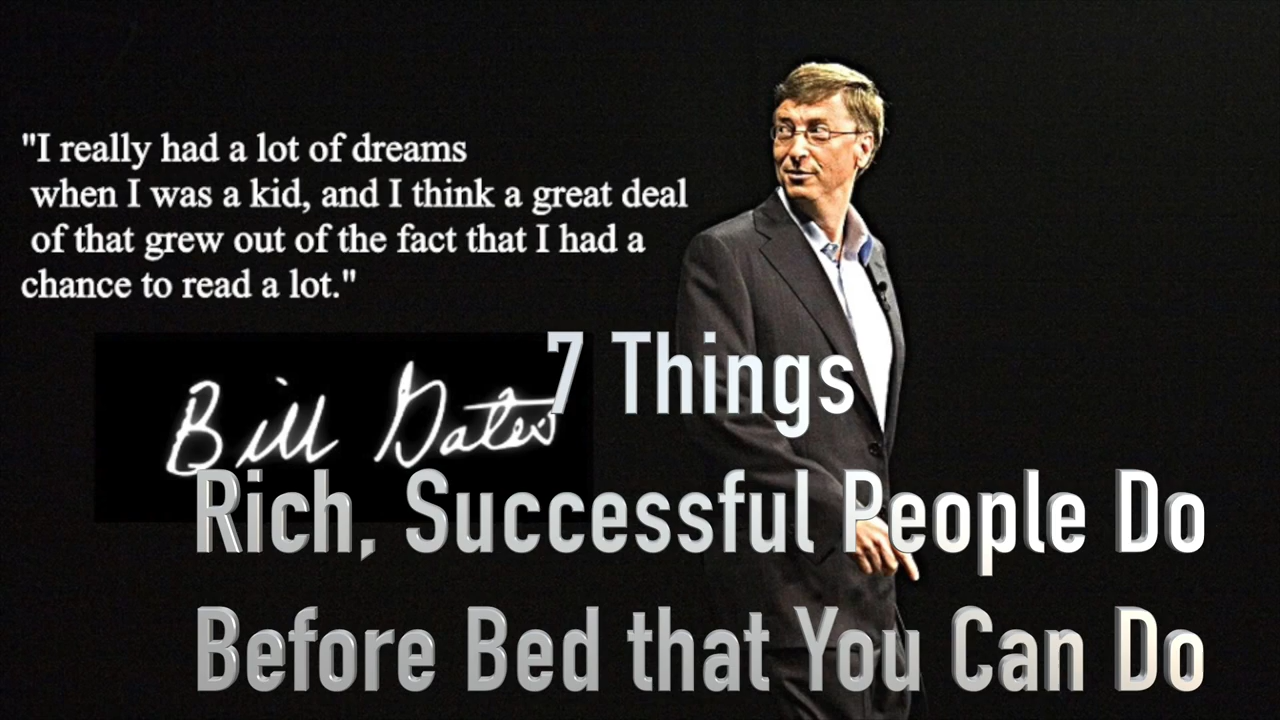 "I really had a lot of dreams
when I was a kid, and I think a great deal
of that grew out of the fact that I had a
chance to read a lot."
Bill Gates
7 Things
Rich, Successful People Do
Before Bed that You Can Do